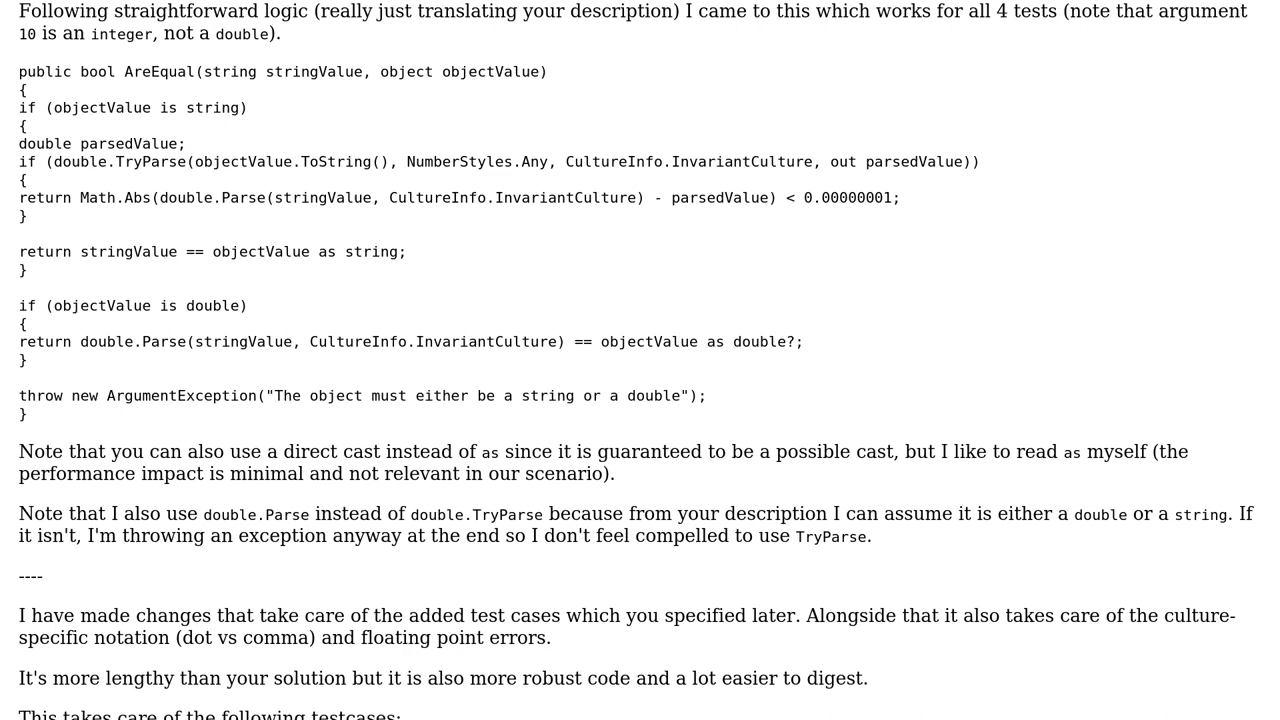 Following straightforward logic (really just translating your description) I came to this which works for all 4 tests (note that argument
10 is an integer, not a double).
public bool AreEqual(string stringValue, object objectValue)
{
if (objectValue is string)
{
double parsedValue;
if (double.TryParse(objectValue.ToString(), NumberStyles.Any, CultureInfo.InvariantCulture, out parsedValue))
{
return Math.Abs(double.Parse(stringValue, CultureInfo.InvariantCulture) - parsedValue) < 0.00000001;
}
return stringValue == objectValue as string;
}
if (objectValue is double)
{
return double.Parse(stringValue, CultureInfo.InvariantCulture) == objectValue as double?;
}
throw new ArgumentException("The object must either be a string or a double");
}
Note that you can also use a direct cast instead of as since it is guaranteed to be a possible cast, but I like to read as myself (the
performance impact is minimal and not relevant in our scenario).
Note that I also use double.Parse instead of double.TryParse because from your description I can assume it is either a double or a string. If
it isn't, I'm throwing an exception anyway at the end so I don't feel compelled to use TryParse.
----
I have made changes that take care of the added test cases which you specified later. Alongside that it also takes care of the culture-
specific notation (dot vs comma) and floating point errors.
It's more lengthy than your solution but it is also more robust code and a lot easier to digest.
This takes care of the following testcases: